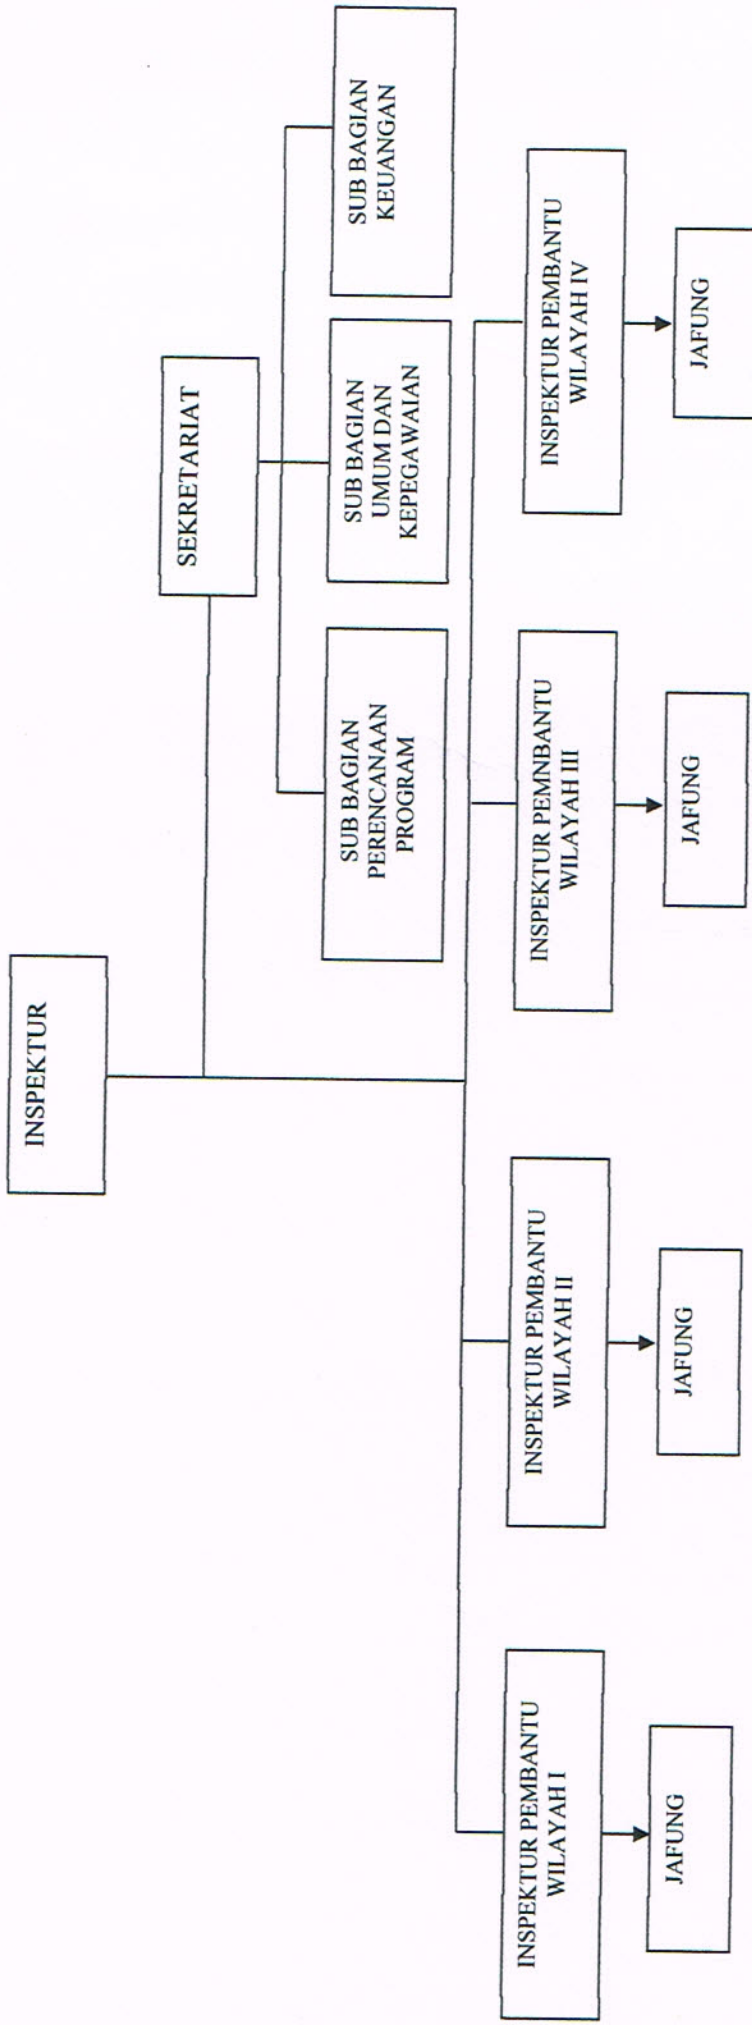 INSPEKTUR
SEKRETARIAT
SUB BAGIAN
PERENCANAAN
PROGRAM
SUB BAGIAN
UMUM DAN
KEPEGAWAIAN
SUB BAGIAN
KEUANGAN
INSPEKTUR PEMBANTU
WILAYAH I
INSPEKTUR PEMBANTU
WILAYAH II
INSPEKTUR PEMNBANTU
WILAYAH III
INSPEKTUR PEMBANTU
WILAYAH IV
JAFUNG
JAFUNG
JAFUNG
JAFUNG